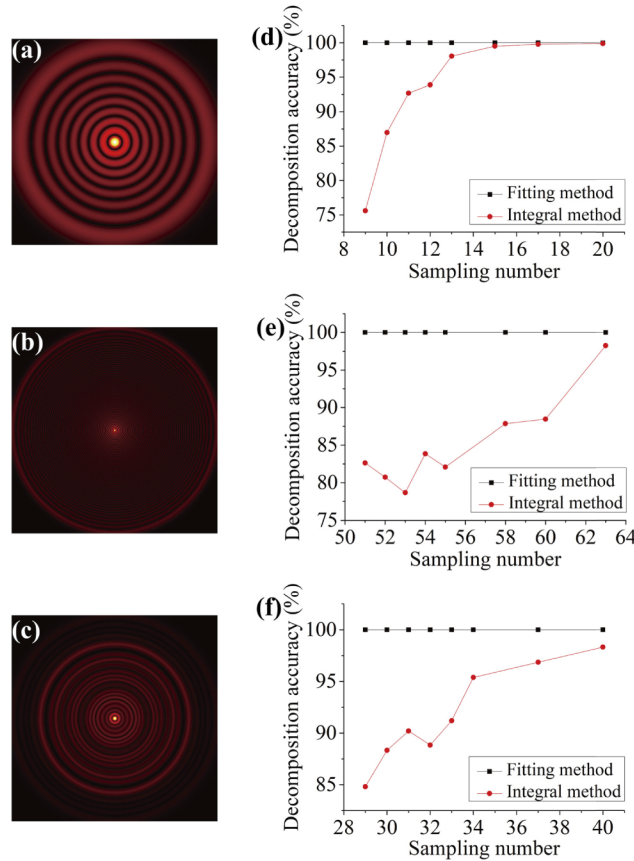 (a)
(d)
Decomposition accuracy (%)
100
95
90
85
80
75
8 10 12 14 16 18 20
Sampling number
Fitting method
Integral method
(b)
(e)
Decomposition accuracy (%)
100
95
90
85
80
75
50 52 54 56 58 60 62 64
Sampling number
Fitting method
Integral method
(c)
(f)
Decomposition accuracy (%)
100
95
90
85
28 30 32 34 36 38 40
Sampling number
Fitting method
Integral method